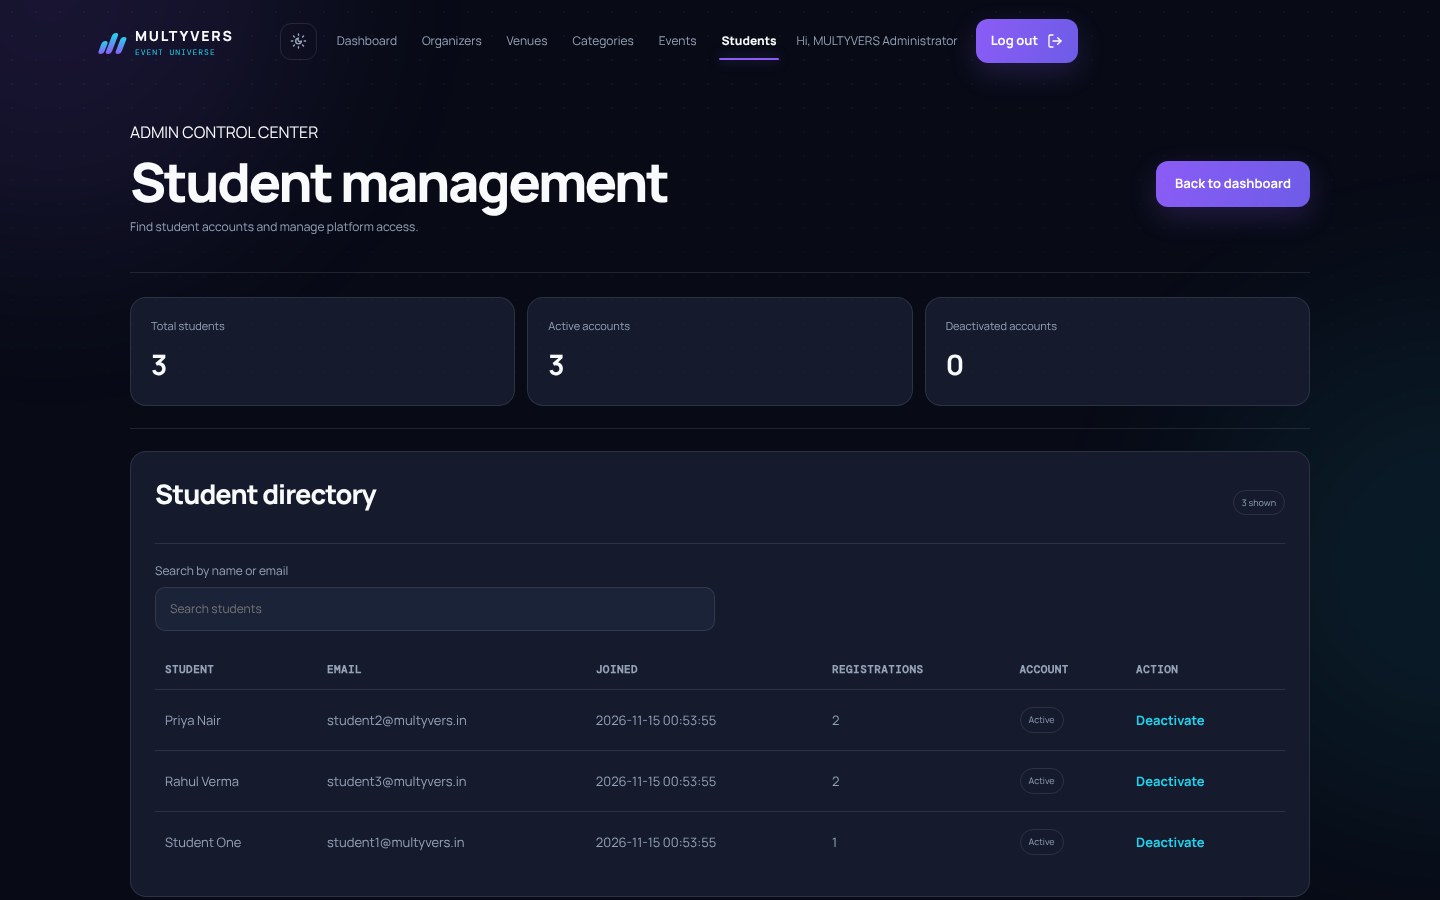 MULTYVERS
EVENT UNIVERSE
Dashboard Organizers Venues Categories Events Students Hi, MULTYVERS Administrator Log out
ADMIN CONTROL CENTER
Student management
Back to dashboard
Find student accounts and manage platform access.
Total students Active accounts Deactivated accounts
3 3 0
Student directory
3 shown
Search by name or email
Search students
STUDENT EMAIL JOINED REGISTRATIONS ACCOUNT ACTION
Priya Nair student2@multyvers.in 2026-11-15 00:53:55 2 Active Deactivate
Rahul Verma student3@multyvers.in 2026-11-15 00:53:55 2 Active Deactivate
Student One student1@multyvers.in 2026-11-15 00:53:55 1 Active Deactivate